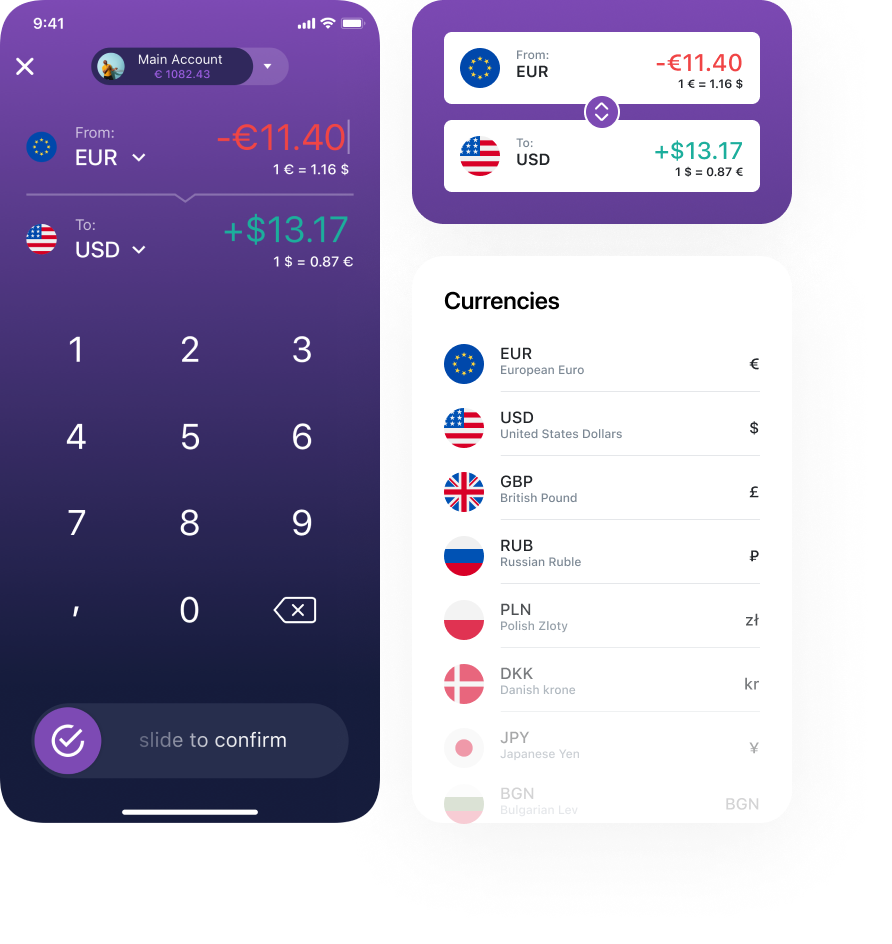 9:41
Main Account
€ 1082.43
From:
EUR
-€11.40
1 € = 1.16 $
To:
USD
+$13.17
1 $ = 0.87 €
1 2 3
4 5 6
7 8 9
, 0
slide to confirm
From:
EUR
-€11.40
1 € = 1.16 $
To:
USD
+$13.17
1 $ = 0.87 €
Currencies
EUR
European Euro
€
USD
United States Dollars
$
GBP
British Pound
£
RUB
Russian Ruble
₽
PLN
Polish Zloty
zł
DKK
Danish krone
kr
JPY
Japanese Yen
¥
BGN
Bulgarian Lev
BGN